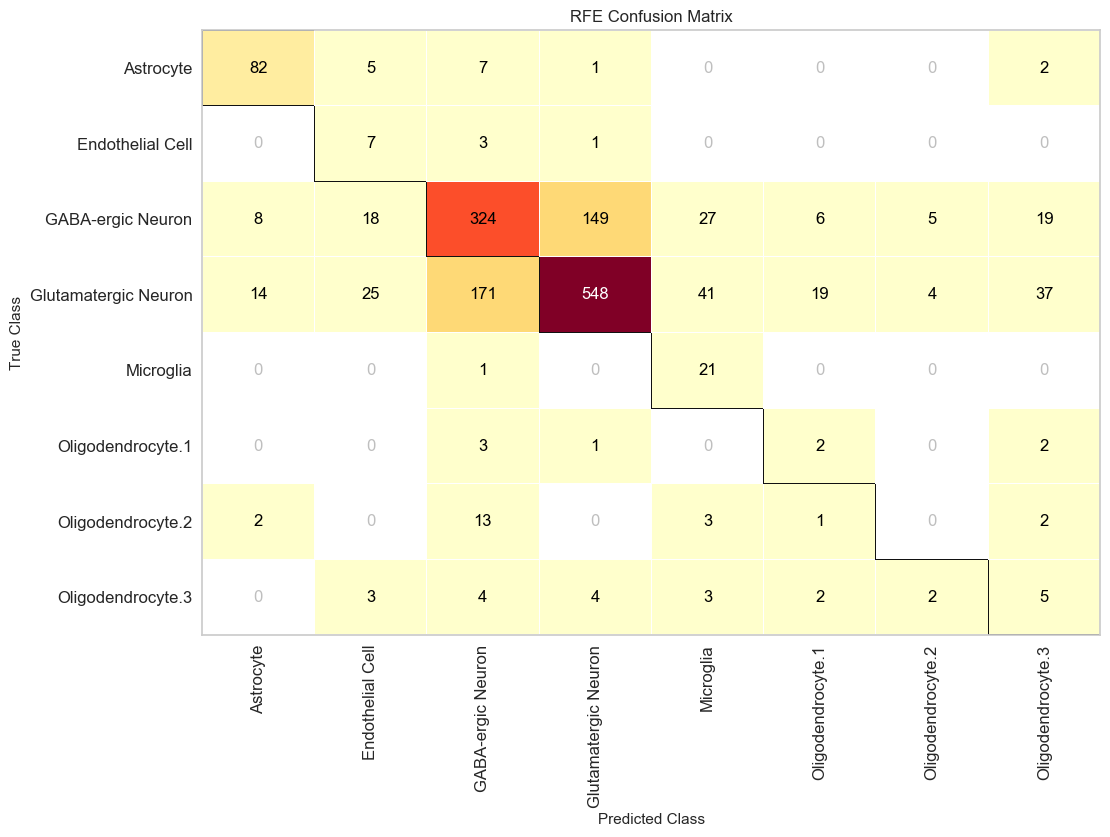 RFE Confusion Matrix
True Class
Astrocyte 82 5 7 1 0 0 0 2
Endothelial Cell 0 7 3 1 0 0 0 0
GABA-ergic Neuron 8 18 324 149 27 6 5 19
Glutamatergic Neuron 14 25 171 548 41 19 4 37
Microglia 0 0 1 0 21 0 0 0
Oligodendrocyte.1 0 0 3 1 0 2 0 2
Oligodendrocyte.2 2 0 13 0 3 1 0 2
Oligodendrocyte.3 0 3 4 4 3 2 2 5
Astrocyte
Endothelial Cell
GABA-ergic Neuron
Glutamatergic Neuron
Microglia
Oligodendrocyte.1
Oligodendrocyte.2
Oligodendrocyte.3
Predicted Class